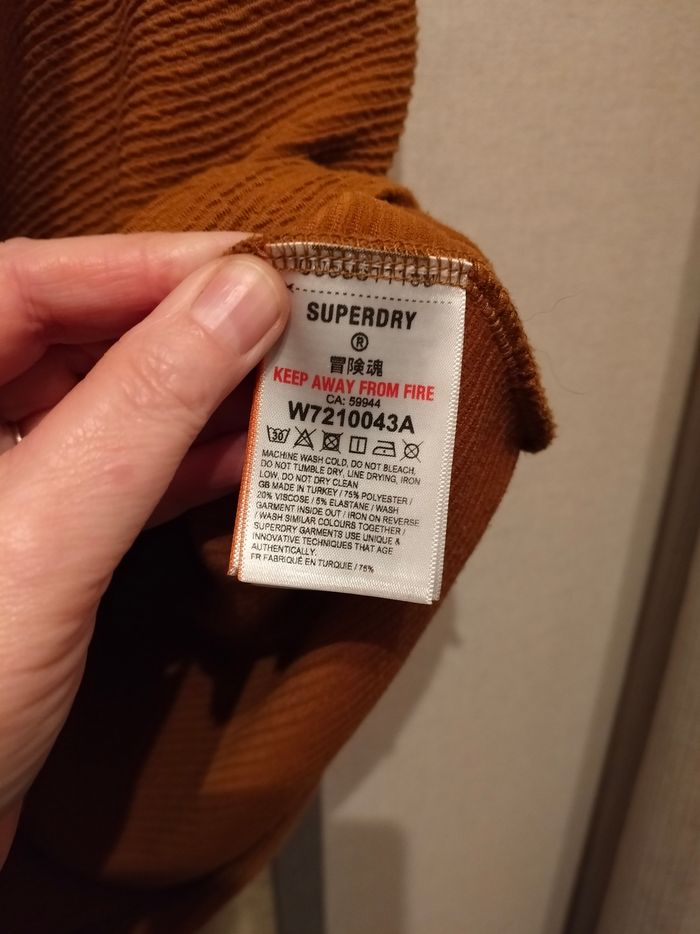 SUPERDRY
®
冒険魂
KEEP AWAY FROM FIRE
CA: 59944
W7210043A
30
MACHINE WASH COLD, DO NOT BLEACH,
DO NOT TUMBLE DRY, LINE DRYING, IRON
LOW, DO NOT DRY CLEAN
GB MADE IN TURKEY / 75% POLYESTER /
20% VISCOSE / 5% ELASTANE / WASH
GARMENT INSIDE OUT / IRON ON REVERSE
/ WASH SIMILAR COLOURS TOGETHER /
SUPERDRY GARMENTS USE UNIQUE &
INNOVATIVE TECHNIQUES THAT AGE
AUTHENTICALLY.
FR FABRIQUÉ EN TURQUIE / 75%